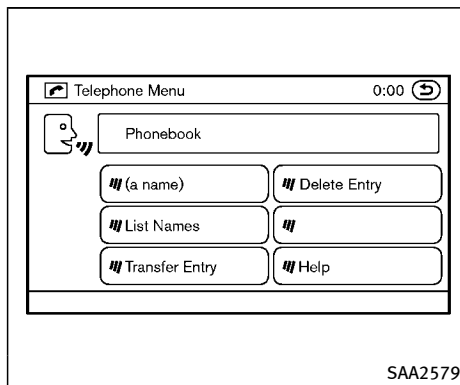 Telephone Menu 0:00
Phonebook
(a name) Delete Entry
List Names
Transfer Entry Help
SAA2579